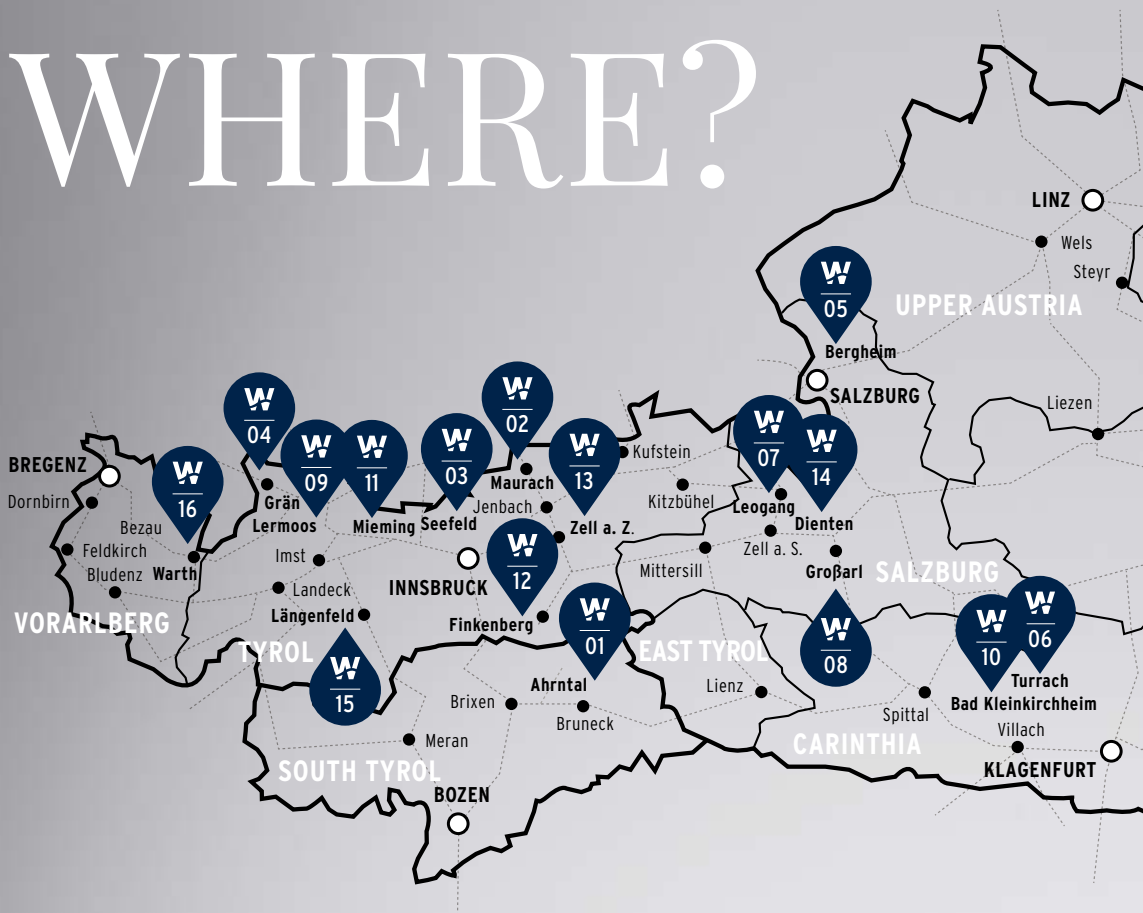 WHERE?
LINZ
Wels
Steyr
W
05
UPPER AUSTRIA
Bergheim
SALZBURG
Liezen
W
04
W
09
W
11
W
03
W
02
W
13
W
07
W
14
W
16
BREGENZ
Dornbirn
Bezau
Feldkirch
Bludenz
Warth
VORARLBERG
Grän
Lermoos
Mieming
Seefeld
Maurach
Jenbach
Zell a. Z.
Kufstein
Kitzbühel
Leogang
Dienten
Zell a. S.
Mittersill
Großarl
SALZBURG
Imst
Landeck
Längenfeld
INNSBRUCK
W
12
Finkenberg
W
01
Ahrntal
TYROL
W
15
EAST TYROL
Lienz
W
08
W
10
W
06
Turrach
Bad Kleinkirchheim
Spittal
Villach
CARINTHIA
KLAGENFURT
Brixen
Bruneck
Meran
SOUTH TYROL
BOZEN